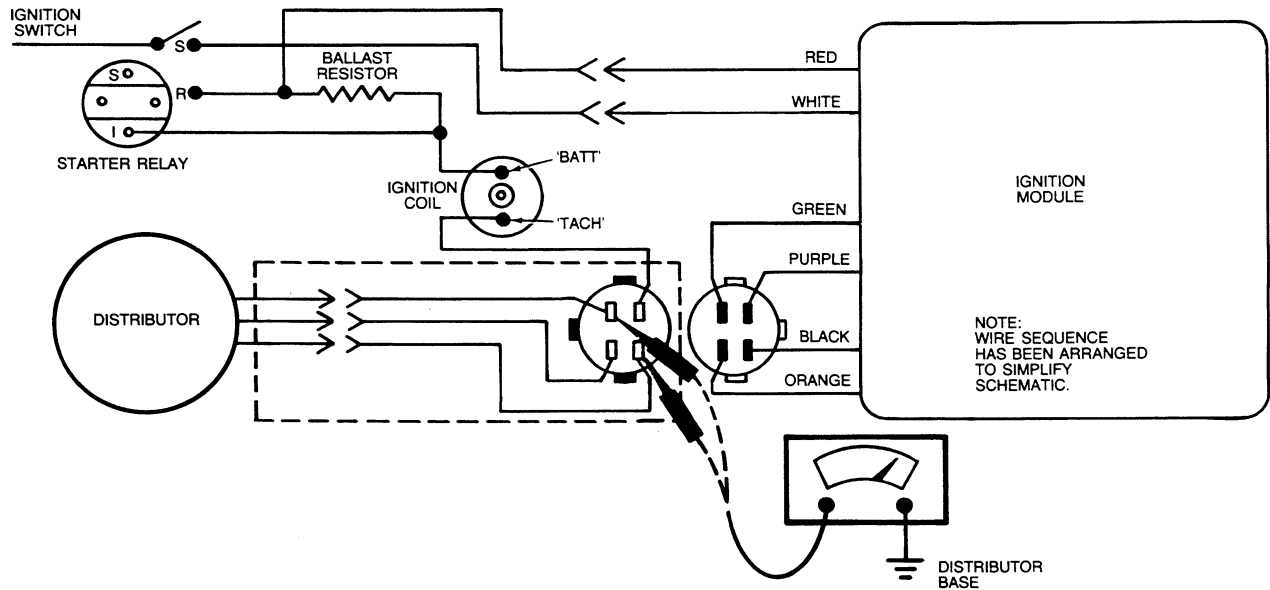 IGNITION
SWITCH
S
BALLAST
RESISTOR
RED
S
R
WHITE
I
STARTER RELAY
'BATT'
IGNITION
COIL
'TACH'
IGNITION
MODULE
GREEN
PURPLE
DISTRIBUTOR
BLACK
ORANGE
NOTE:
WIRE SEQUENCE
HAS BEEN ARRANGED
TO SIMPLIFY
SCHEMATIC.
DISTRIBUTOR
BASE